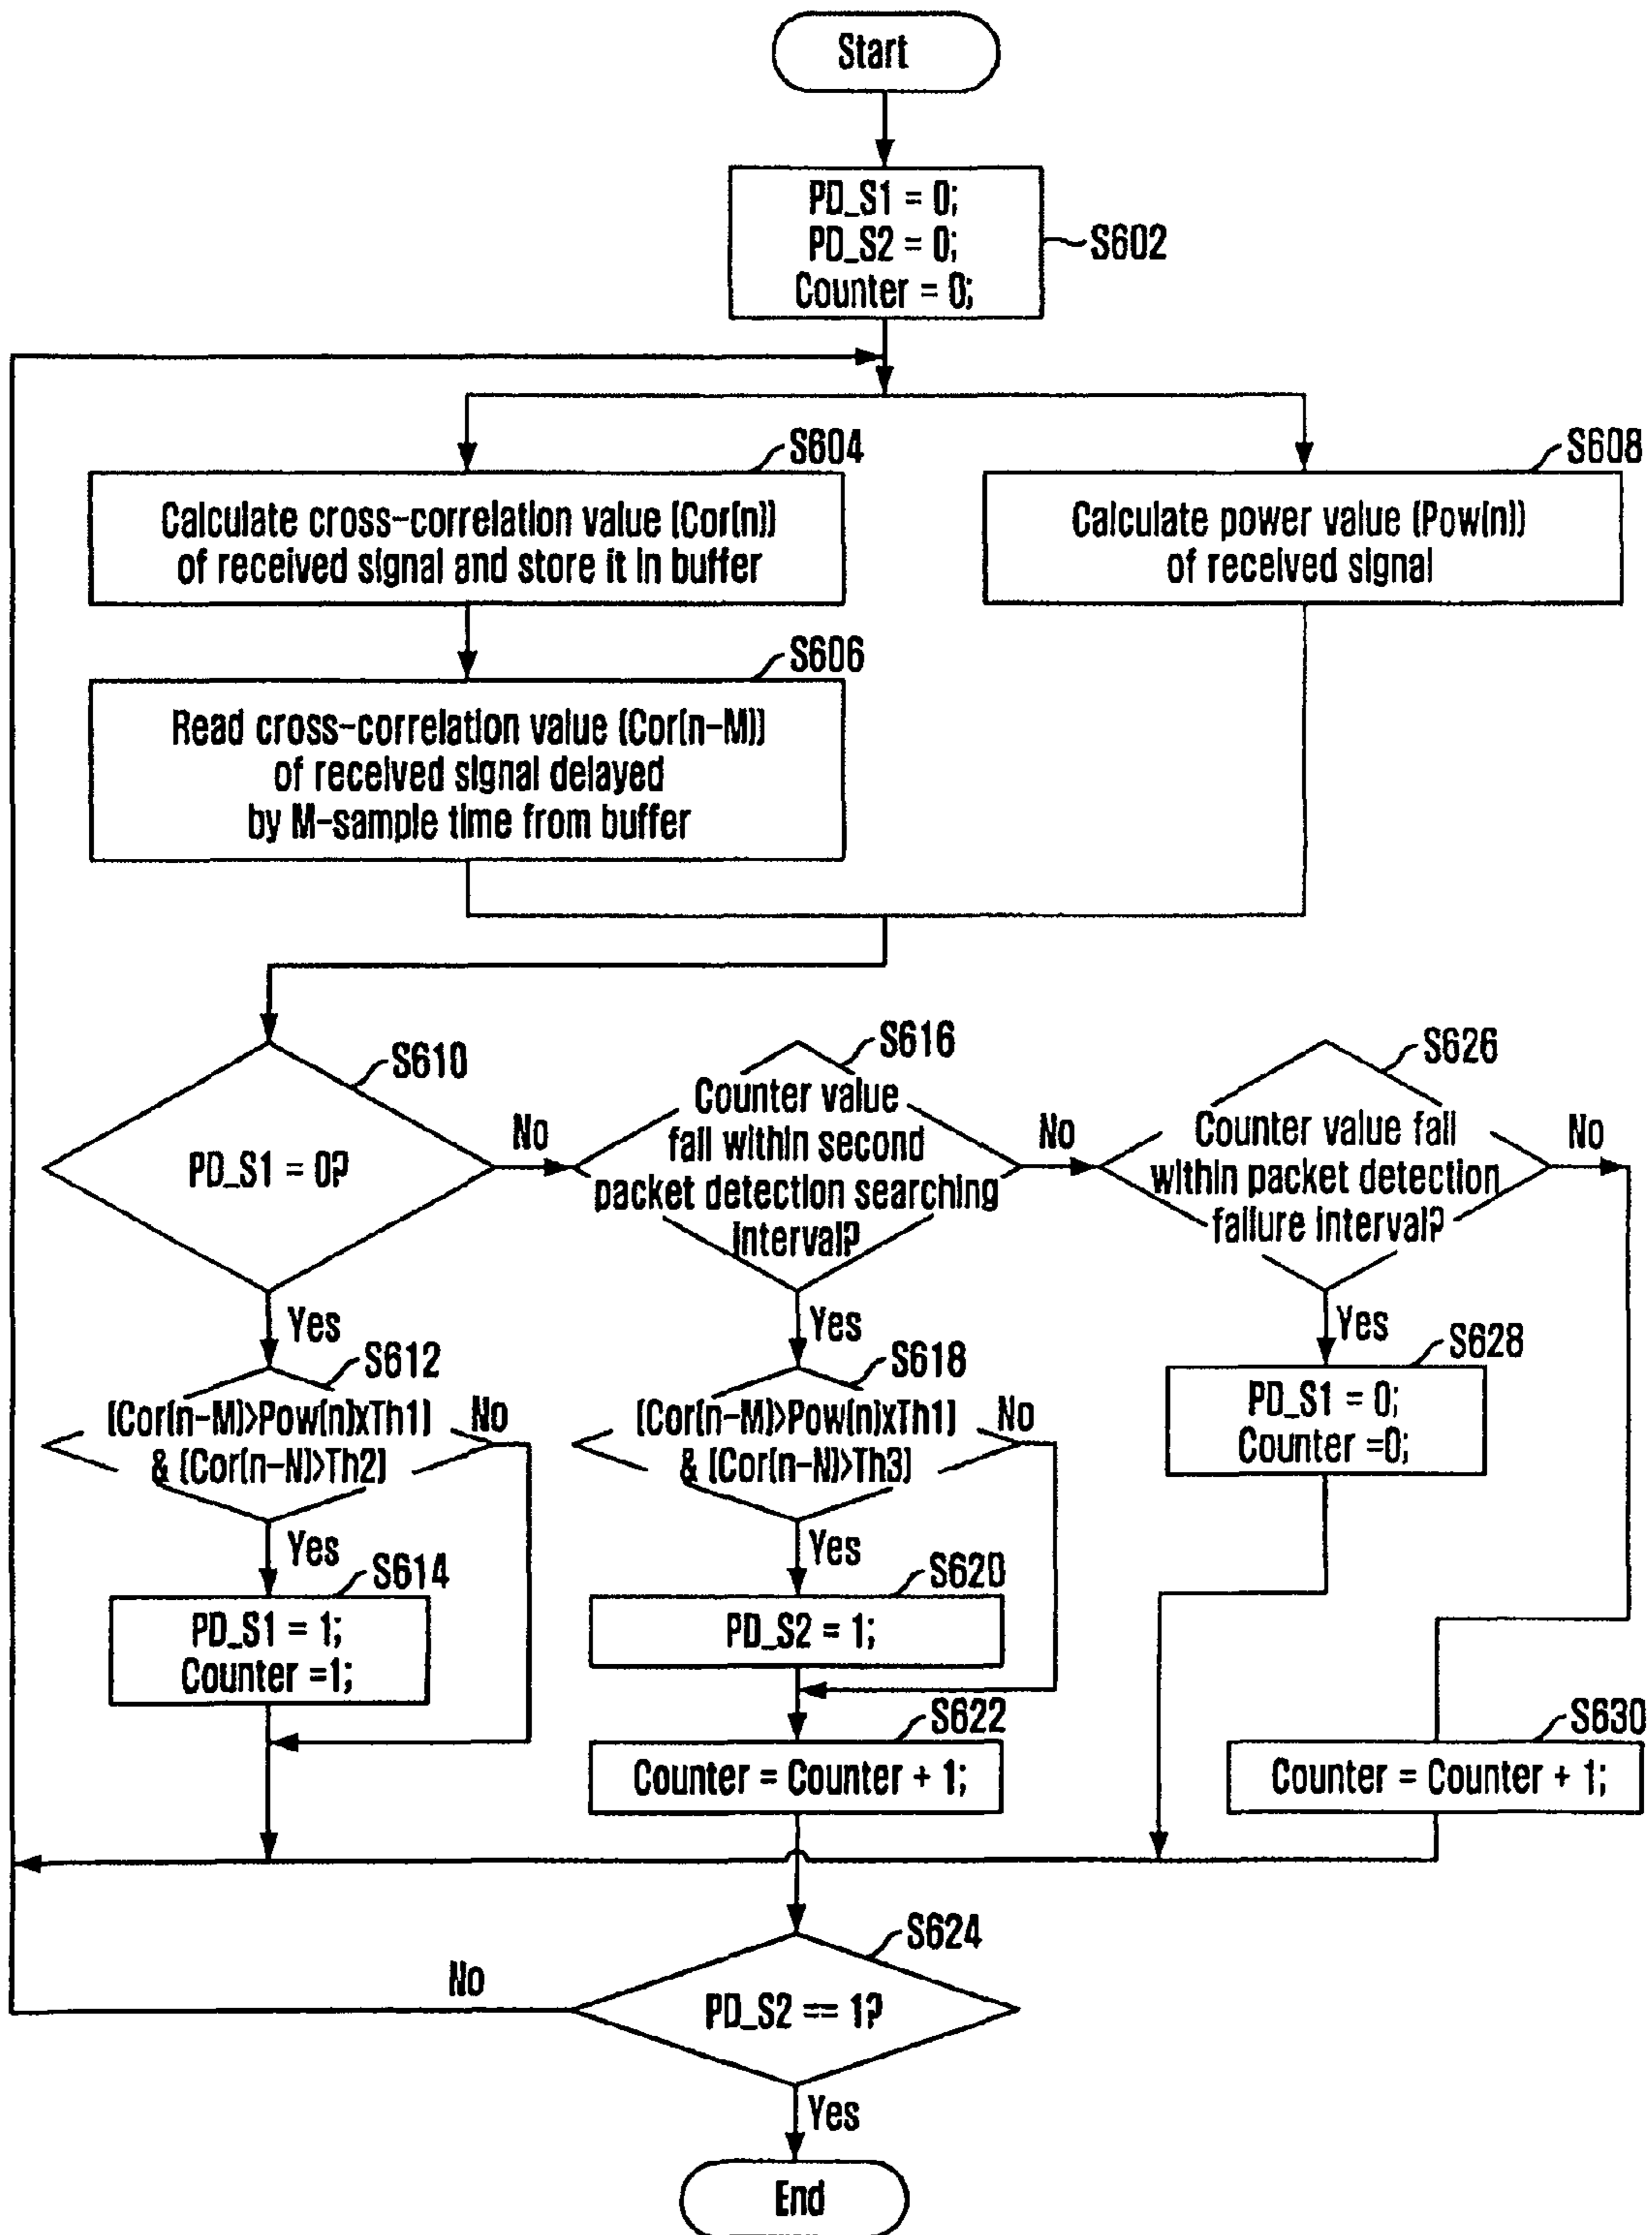 Start
PD_S1 = 0;
PD_S2 = 0;
Counter = 0;
S602
S604
Calculate cross-correlation value (Cor(n))
of received signal and store it in buffer
S608
Calculate power value (Pow(n))
of received signal
S606
Read cross-correlation value (Cor(n-M))
of received signal delayed
by M-sample time from buffer
S610
PD_S1 = 0?
No
Yes
S616
Counter value
fall within second
packet detection searching
interval?
No
Yes
S626
Counter value fall
within packet detection
failure interval?
No
Yes
S612
(Cor(n-M)>Pow(n)xTh1)
& (Cor(n-N)>Th2)
No
Yes
S618
(Cor(n-M)>Pow(n)xTh1)
& (Cor(n-N)>Th3)
No
Yes
S628
PD_S1 = 0;
Counter =0;
S614
PD_S1 = 1;
Counter =1;
S620
PD_S2 = 1;
S622
Counter = Counter + 1;
S630
Counter = Counter + 1;
S624
PD_S2 == 1?
No
Yes
End